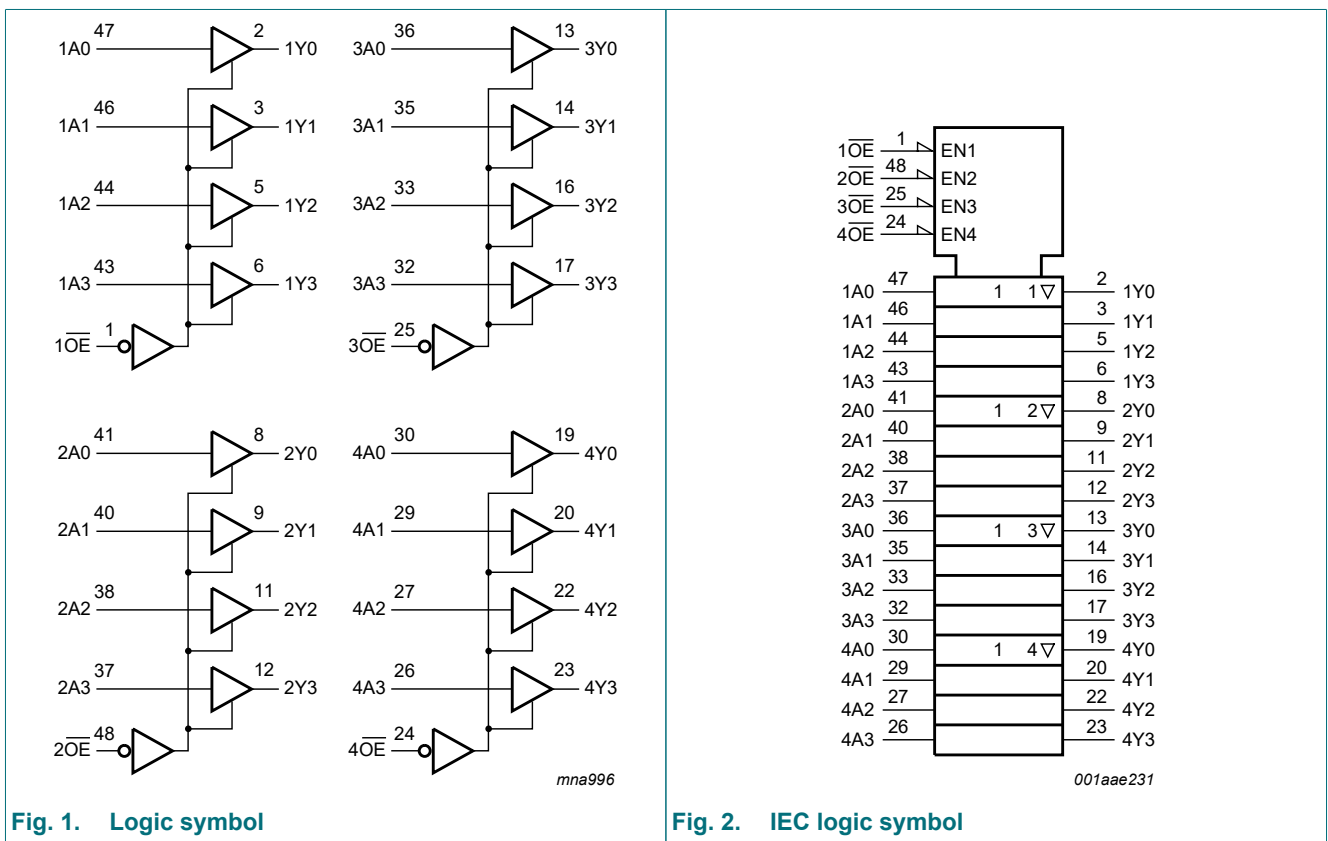 47 2
1A0 1Y0
46 3
1A1 1Y1
44 5
1A2 1Y2
43 6
1A3 1Y3
1
1O̅E̅
36 13
3A0 3Y0
35 14
3A1 3Y1
33 16
3A2 3Y2
32 17
3A3 3Y3
25
3O̅E̅
41 8
2A0 2Y0
40 9
2A1 2Y1
38 11
2A2 2Y2
37 12
2A3 2Y3
48
2O̅E̅
30 19
4A0 4Y0
29 20
4A1 4Y1
27 22
4A2 4Y2
26 23
4A3 4Y3
24
4O̅E̅
mna996
Fig. 1. Logic symbol
1O̅E̅ 1 EN1
2O̅E̅ 48 EN2
3O̅E̅ 25 EN3
4O̅E̅ 24 EN4
1A0 47 1 1▽ 2 1Y0
1A1 46 3 1Y1
1A2 44 5 1Y2
1A3 43 6 1Y3
2A0 41 1 2▽ 8 2Y0
2A1 40 9 2Y1
2A2 38 11 2Y2
2A3 37 12 2Y3
3A0 36 1 3▽ 13 3Y0
3A1 35 14 3Y1
3A2 33 16 3Y2
3A3 32 17 3Y3
4A0 30 1 4▽ 19 4Y0
4A1 29 20 4Y1
4A2 27 22 4Y2
4A3 26 23 4Y3
001aae231
Fig. 2. IEC logic symbol